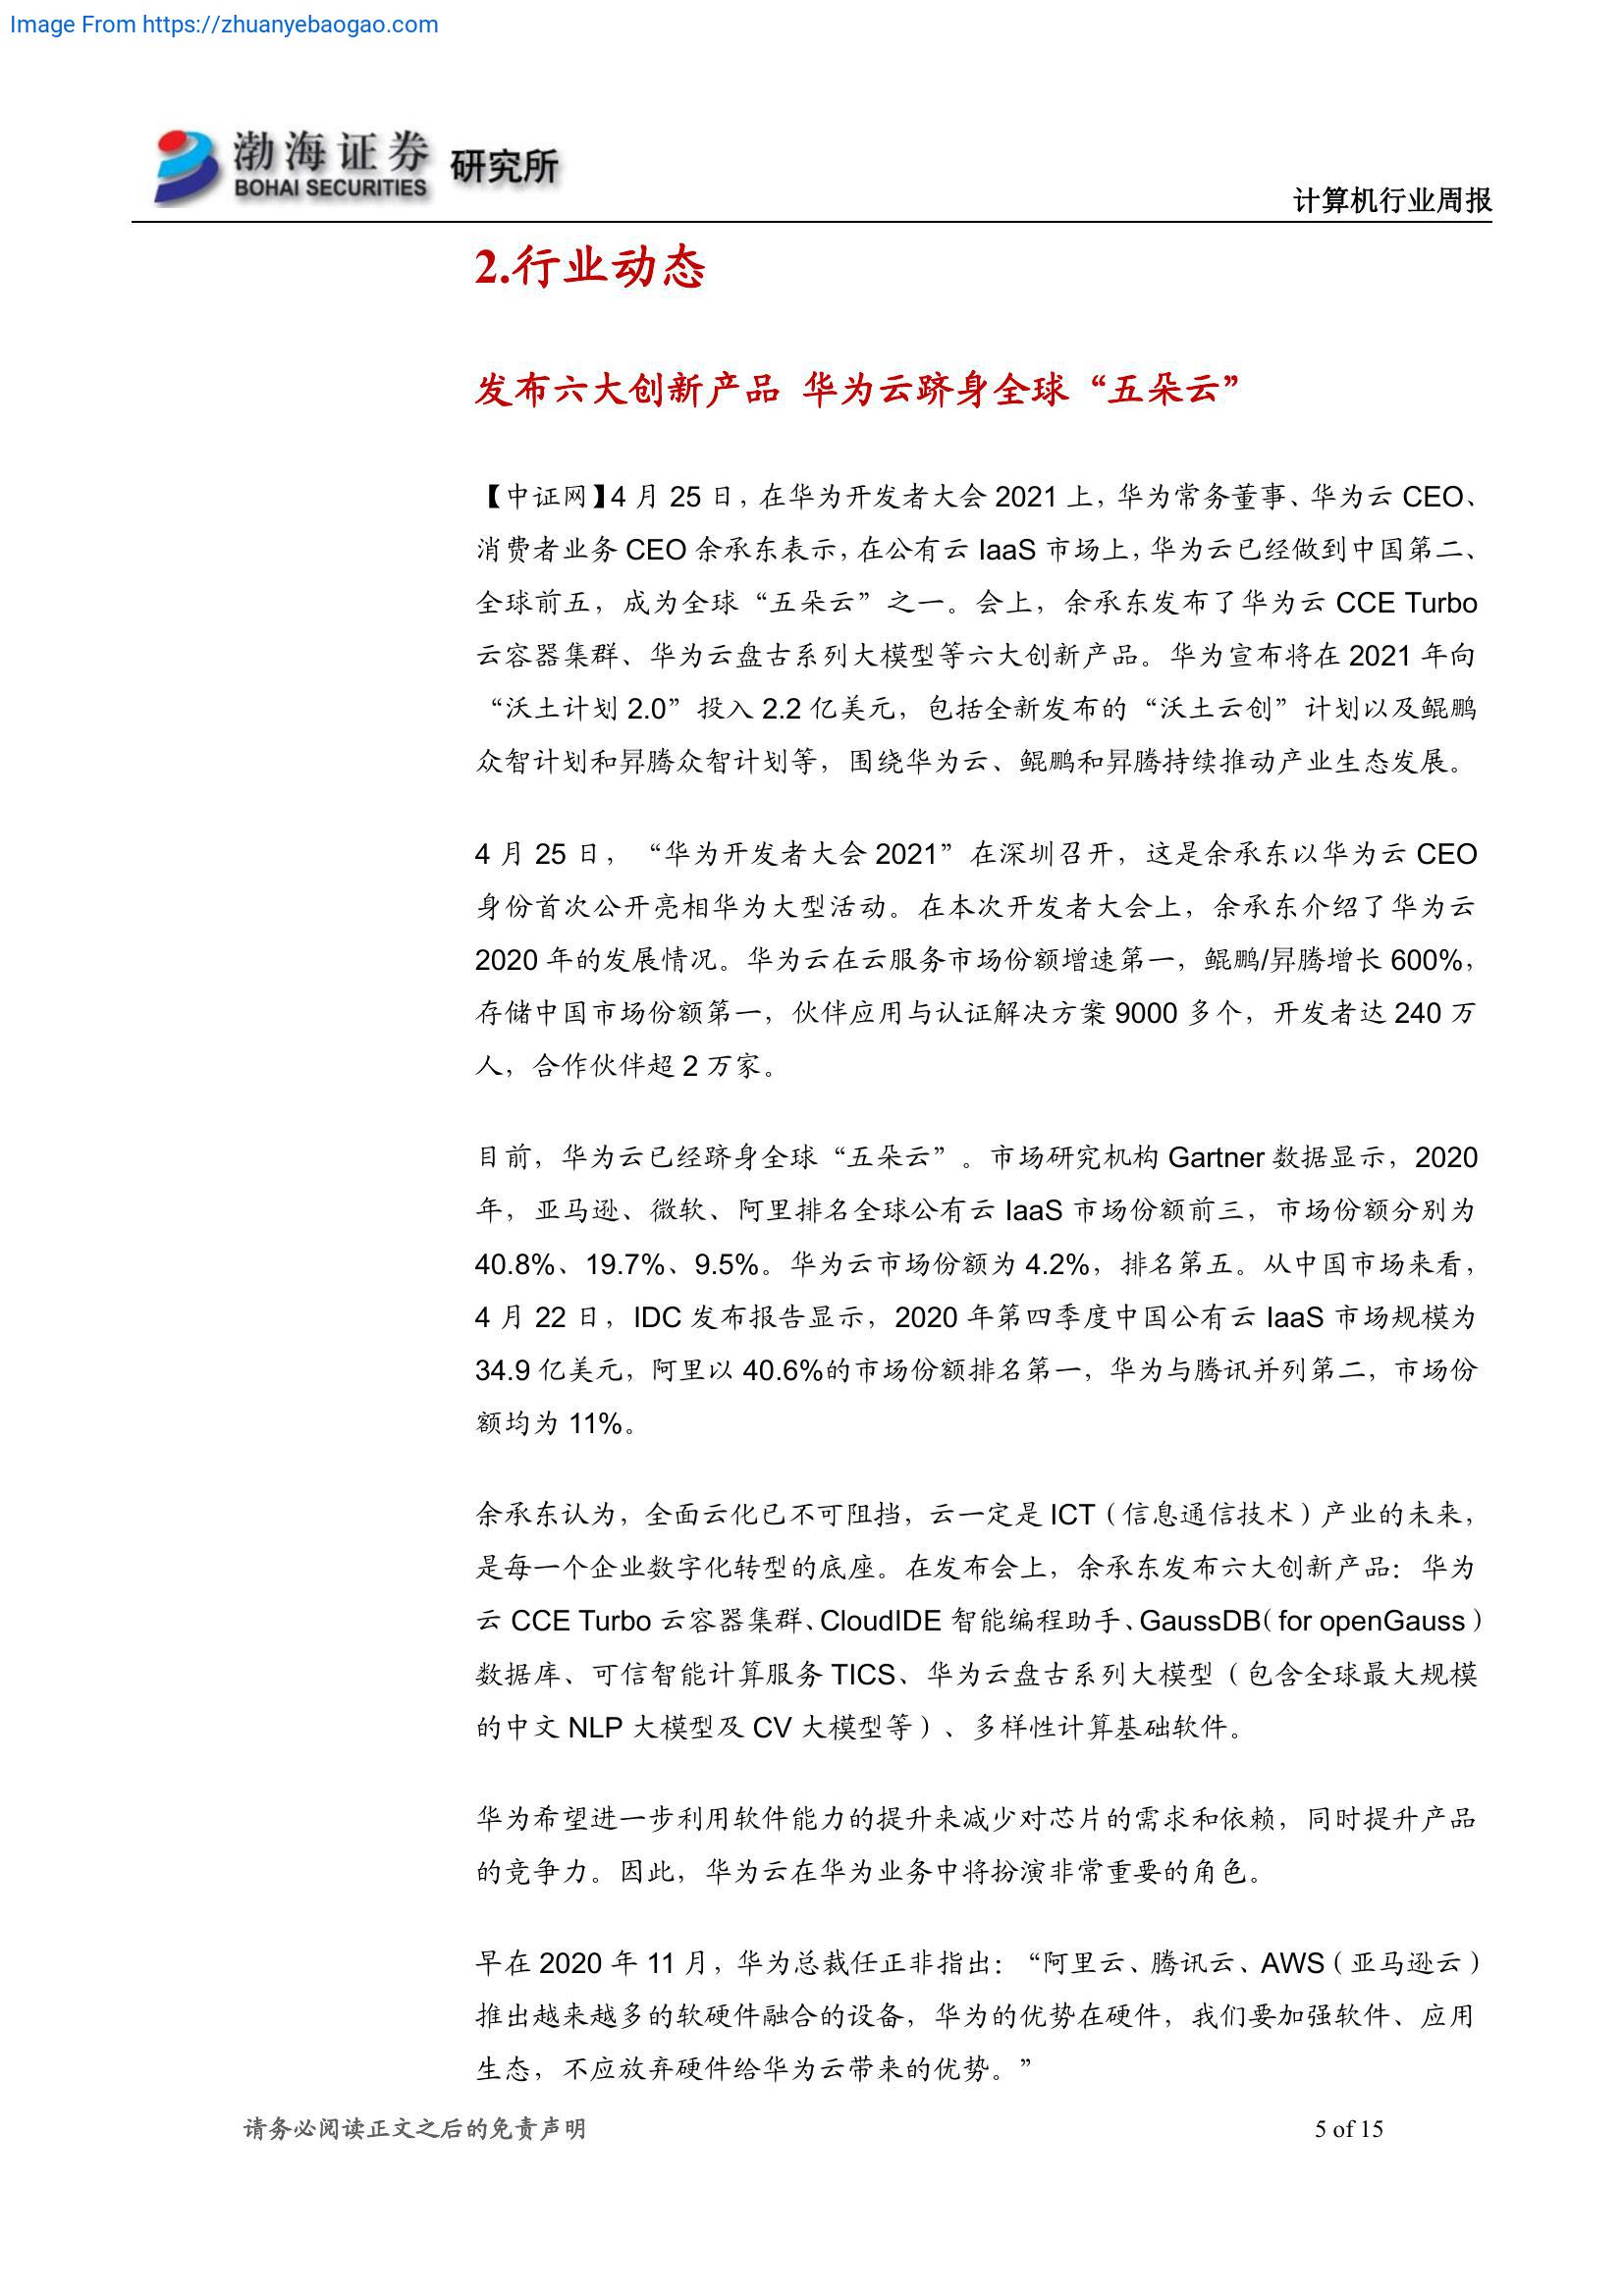 Image From https://zhuanyebaogao.com
渤海证券 研究所
BOHAI SECURITIES
计算机行业周报
2.行业动态
发布六大创新产品 华为云跻身全球“五朵云”
【中证网】4 月 25 日，在华为开发者大会 2021 上，华为常务董事、华为云 CEO、
消费者业务 CEO 余承东表示，在公有云 IaaS 市场上，华为云已经做到中国第二、
全球前五，成为全球“五朵云”之一。会上，余承东发布了华为云 CCE Turbo
云容器集群、华为云盘古系列大模型等六大创新产品。华为宣布将在 2021 年向
“沃土计划 2.0”投入 2.2 亿美元，包括全新发布的“沃土云创”计划以及鲲鹏
众智计划和昇腾众智计划等，围绕华为云、鲲鹏和昇腾持续推动产业生态发展。
4 月 25 日，“华为开发者大会 2021”在深圳召开，这是余承东以华为云 CEO
身份首次公开亮相华为大型活动。在本次开发者大会上，余承东介绍了华为云
2020 年的发展情况。华为云在云服务市场份额增速第一，鲲鹏/昇腾增长 600%，
存储中国市场份额第一，伙伴应用与认证解决方案 9000 多个，开发者达 240 万
人，合作伙伴超 2 万家。
目前，华为云已经跻身全球“五朵云”。市场研究机构 Gartner 数据显示，2020
年，亚马逊、微软、阿里排名全球公有云 IaaS 市场份额前三，市场份额分别为
40.8%、19.7%、9.5%。华为云市场份额为 4.2%，排名第五。从中国市场来看，
4 月 22 日，IDC 发布报告显示，2020 年第四季度中国公有云 IaaS 市场规模为
34.9 亿美元，阿里以 40.6%的市场份额排名第一，华为与腾讯并列第二，市场份
额均为 11%。
余承东认为，全面云化已不可阻挡，云一定是 ICT（信息通信技术）产业的未来，
是每一个企业数字化转型的底座。在发布会上，余承东发布六大创新产品：华为
云 CCE Turbo 云容器集群、CloudIDE 智能编程助手、GaussDB（for openGauss）
数据库、可信智能计算服务 TICS、华为云盘古系列大模型（包含全球最大规模
的中文 NLP 大模型及 CV 大模型等）、多样性计算基础软件。
华为希望进一步利用软件能力的提升来减少对芯片的需求和依赖，同时提升产品
的竞争力。因此，华为云在华为业务中将扮演非常重要的角色。
早在 2020 年 11 月，华为总裁任正非指出：“阿里云、腾讯云、AWS（亚马逊云）
推出越来越多的软硬件融合的设备，华为的优势在硬件，我们要加强软件、应用
生态，不应放弃硬件给华为云带来的优势。”
请务必阅读正文之后的免责声明
5 of 15